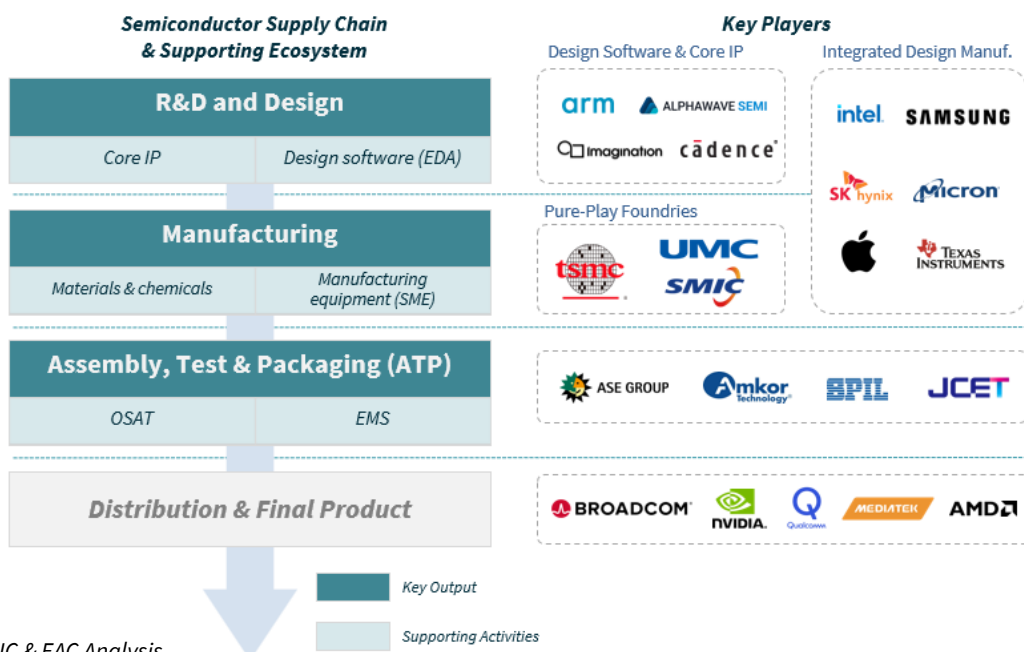 Semiconductor Supply Chain
& Supporting Ecosystem
Key Players
Design Software & Core IP
Integrated Design Manuf.
R&D and Design
Core IP
Design software (EDA)
arm
ALPHAWAVE SEMI
Imagination
cādence
intel
SAMSUNG
SK hynix
Micron
TEXAS
INSTRUMENTS
Manufacturing
Materials & chemicals
Manufacturing
equipment (SME)
Pure-Play Foundries
tsmc
UMC
SMIC
Assembly, Test & Packaging (ATP)
OSAT
EMS
ASE GROUP
Amkor
Technology®
SPIL
JCET
Distribution & Final Product
BROADCOM®
NVIDIA.
Qualcomm
MEDIATEK
AMD
Key Output
Supporting Activities
& EAC Analysis